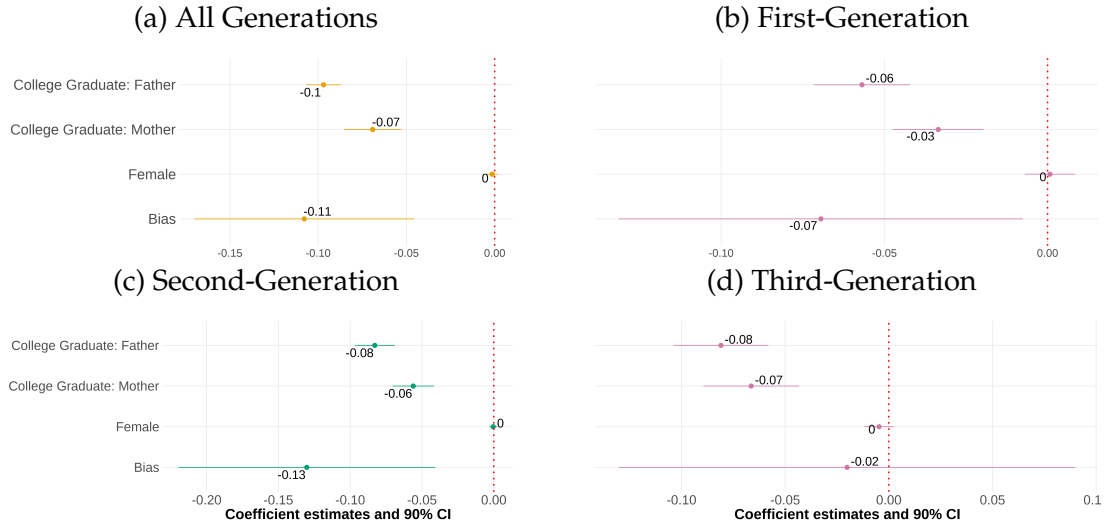 (a) All Generations
College Graduate: Father
-0.1
College Graduate: Mother
-0.07
Female
0
Bias
-0.11
-0.15 -0.10 -0.05 0.00
(b) First-Generation
-0.06
-0.03
0
-0.07
-0.10 -0.05 0.00
(c) Second-Generation
College Graduate: Father
-0.08
College Graduate: Mother
-0.06
Female
0
Bias
-0.13
-0.20 -0.15 -0.10 -0.05 0.00
Coefficient estimates and 90% CI
(d) Third-Generation
-0.08
-0.07
0
-0.02
-0.10 -0.05 0.00 0.05 0.1
Coefficient estimates and 90% CI